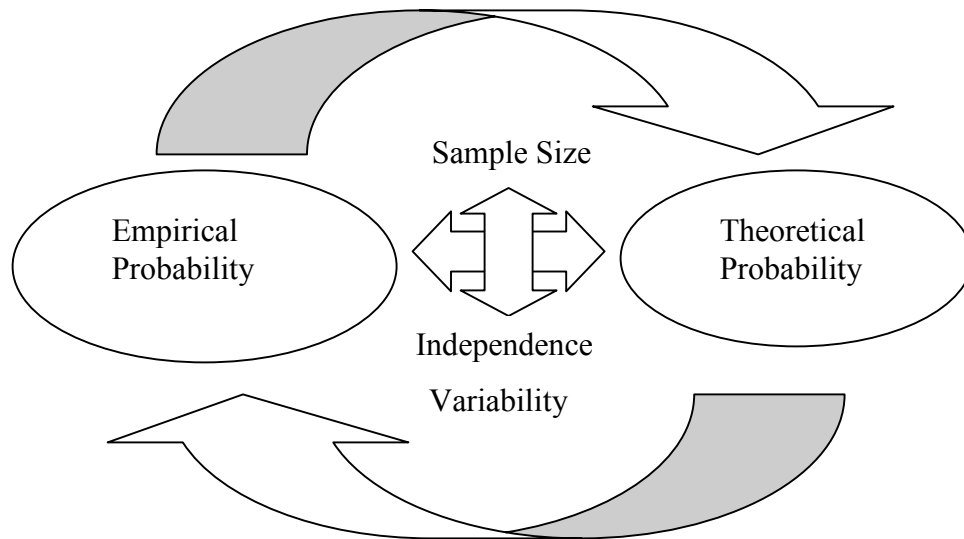 Sample Size
Empirical
Probability
Theoretical
Probability
Independence
Variability